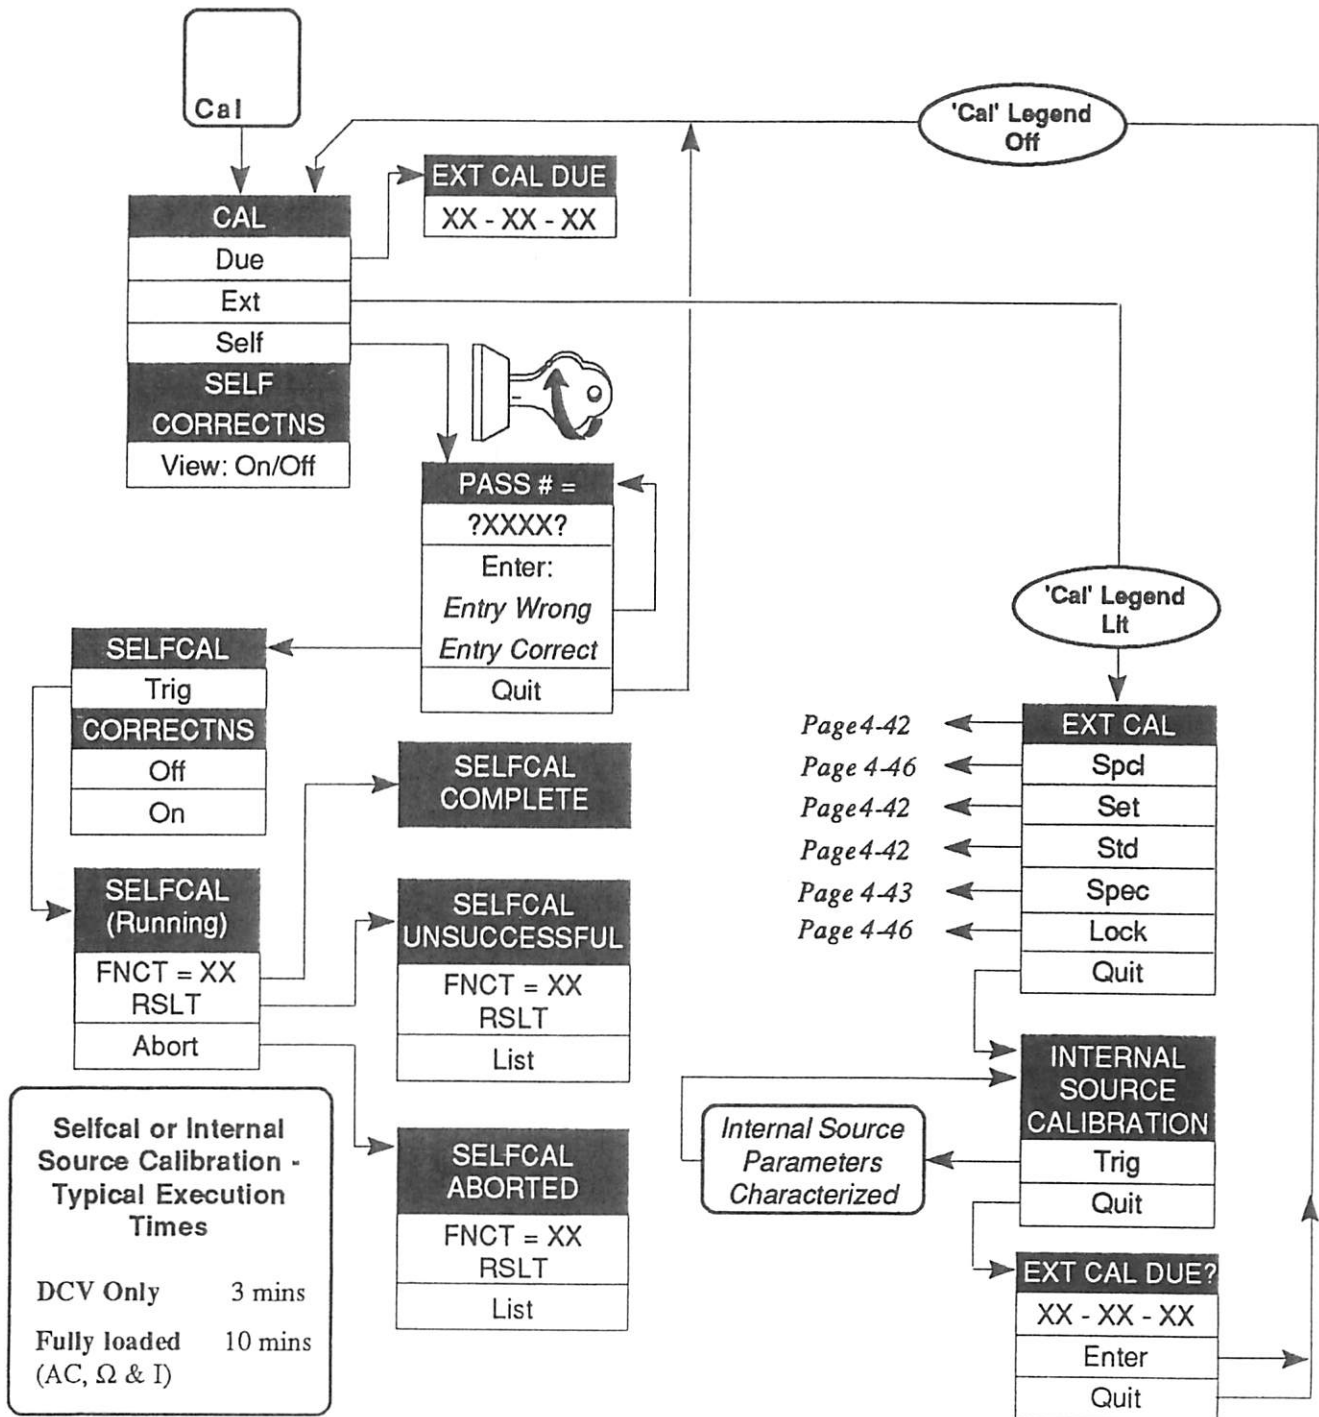 Cal
'Cal' Legend
Off
EXT CAL DUE
XX - XX - XX
CAL
Due
Ext
Self
SELF
CORRECTNS
View: On/Off
PASS # =
?XXXX?
Enter:
Entry Wrong
Entry Correct
Quit
'Cal' Legend
Lit
SELFCAL
Trig
CORRECTNS
Off
On
SELFCAL
COMPLETE
SELFCAL
(Running)
FNCT = XX
RSLT
Abort
SELFCAL
UNSUCCESSFUL
FNCT = XX
RSLT
List
SELFCAL
ABORTED
FNCT = XX
RSLT
List
Page 4-42
Page 4-46
Page 4-42
Page 4-42
Page 4-43
Page 4-46
EXT CAL
Spcl
Set
Std
Spec
Lock
Quit
INTERNAL
SOURCE
CALIBRATION
Trig
Quit
Internal Source
Parameters
Characterized
EXT CAL DUE?
XX - XX - XX
Enter
Quit
Selfcal or Internal
Source Calibration -
Typical Execution
Times
DCV Only 3 mins
Fully loaded 10 mins
(AC, Ω & I)